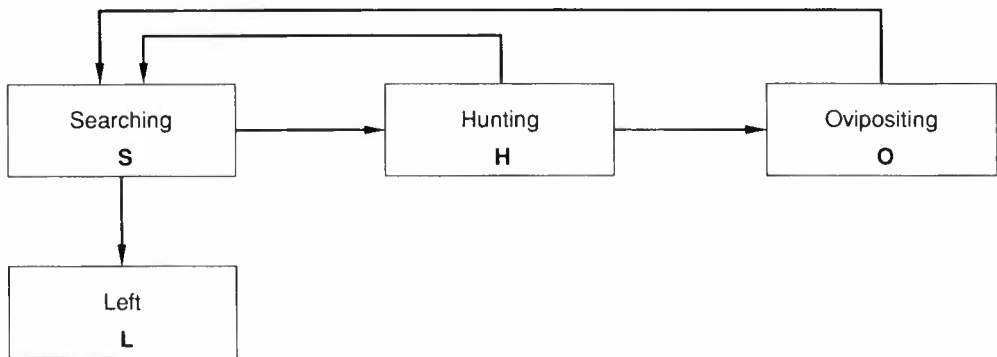 Searching
S
Hunting
H
Ovipositing
O
Left
L